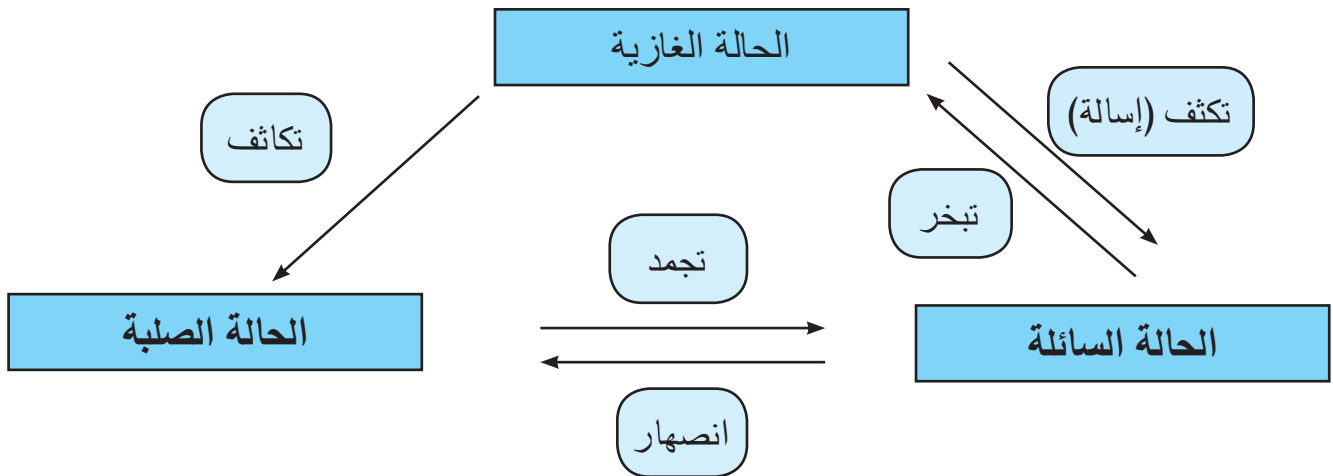 الحالة الغازية
تكثف (إسالة)
تكاثف
تبخر
تجمد
الحالة السائلة
الحالة الصلبة
انصهار